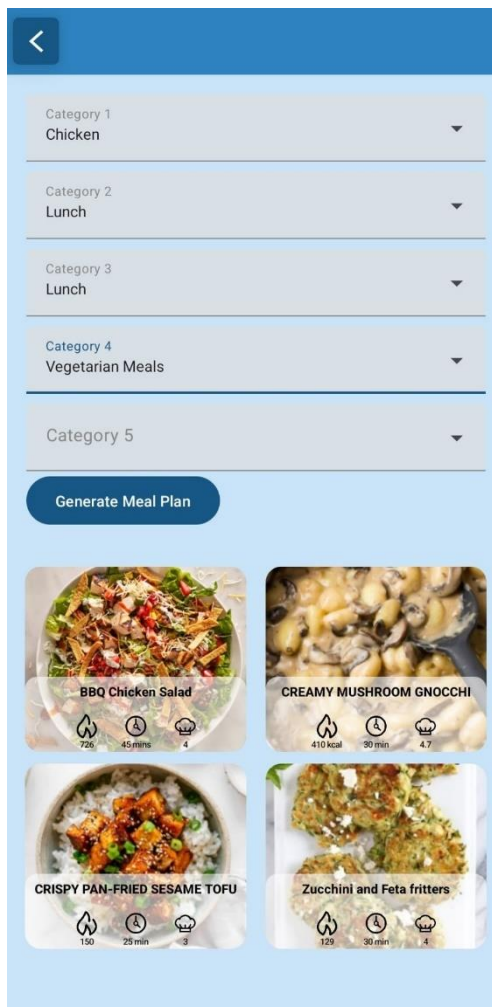 Category 1
Chicken
Category 2
Lunch
Category 3
Lunch
Category 4
Vegetarian Meals
Category 5
Generate Meal Plan
BBQ Chicken Salad
726 45 mins 4
CREAMY MUSHROOM GNOCCHI
410 kcal 30 min 4.7
CRISPY PAN-FRIED SESAME TOFU
150 25 min 3
Zucchini and Feta fritters
129 30 min 4